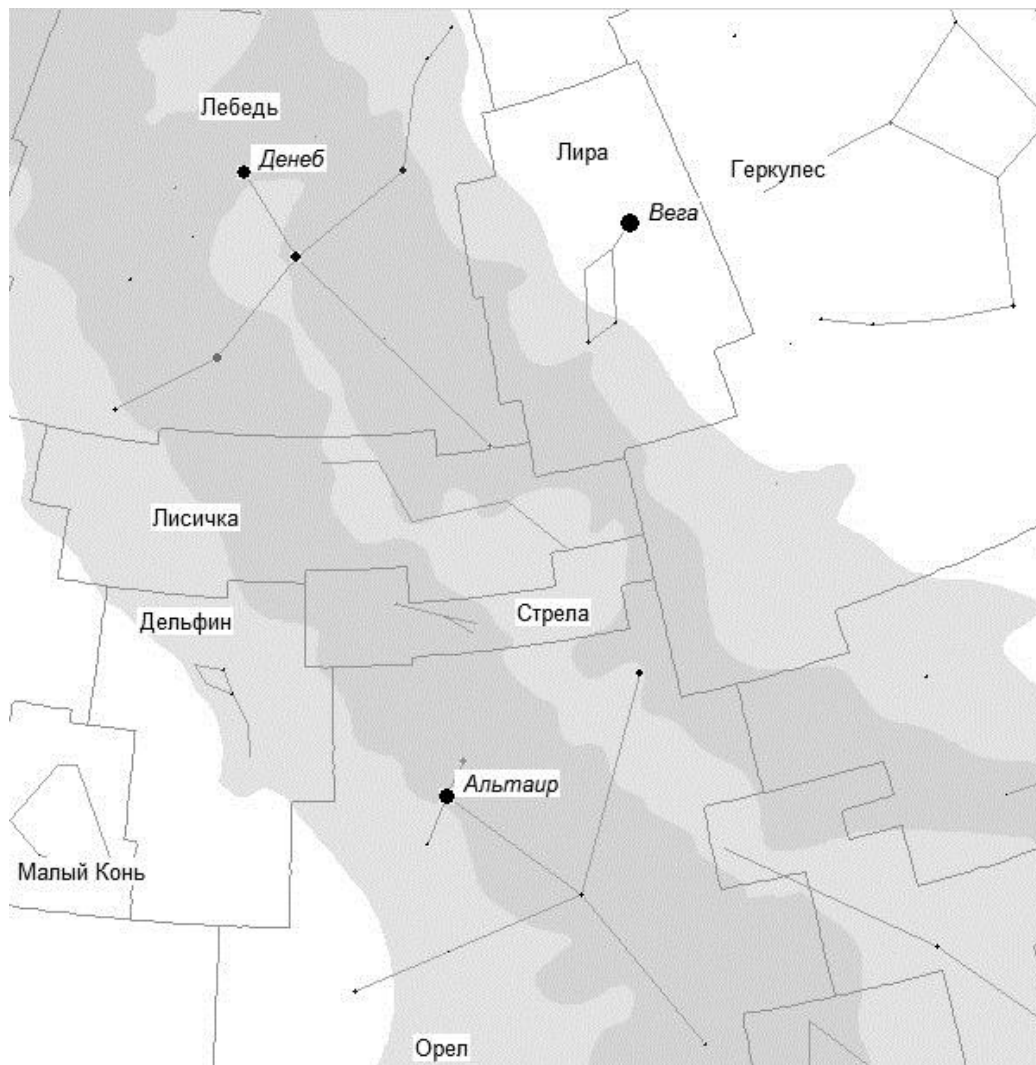 Лебедь
Денеб
Лира
Геркулес
Вега
Лисичка
Дельфин
Стрела
Альтаир
Малый Конь
Орел